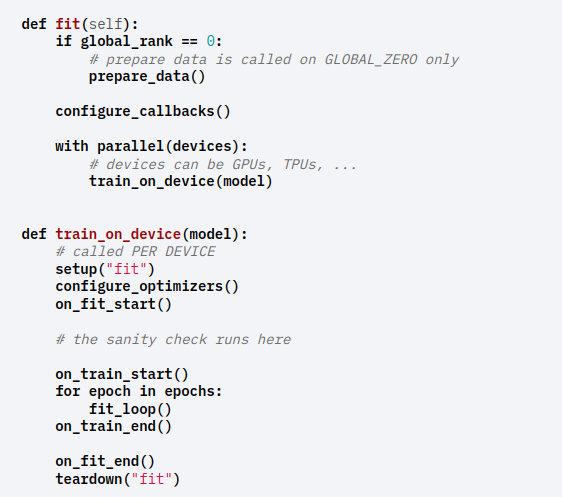 def fit(self):
    if global_rank == 0:
        # prepare data is called on GLOBAL_ZERO only
        prepare_data()

    configure_callbacks()

    with parallel(devices):
        # devices can be GPUs, TPUs, ...
        train_on_device(model)


def train_on_device(model):
    # called PER DEVICE
    setup("fit")
    configure_optimizers()
    on_fit_start()

    # the sanity check runs here

    on_train_start()
    for epoch in epochs:
        fit_loop()
    on_train_end()

    on_fit_end()
    teardown("fit")